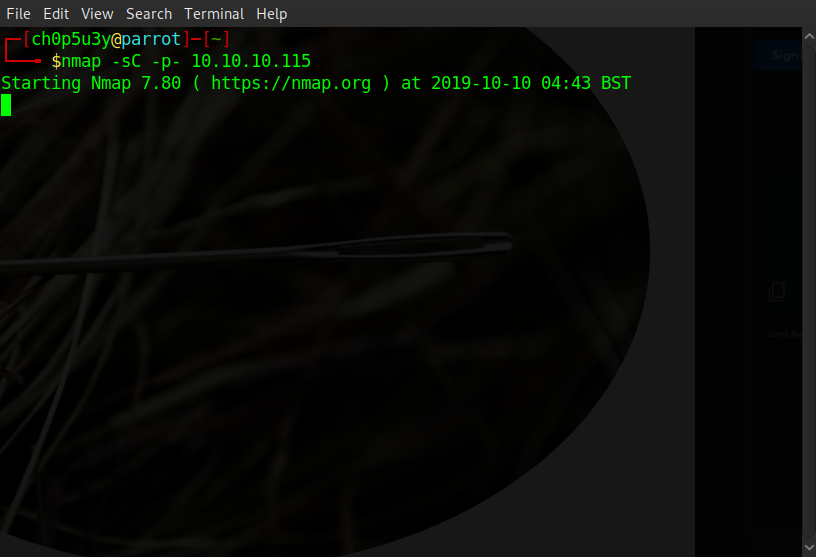 File Edit View Search Terminal Help
┌─[ch0p5u3y@parrot]─[~]
└──╼ $nmap -sC -p- 10.10.10.115
Starting Nmap 7.80 ( https://nmap.org ) at 2019-10-10 04:43 BST
Sign